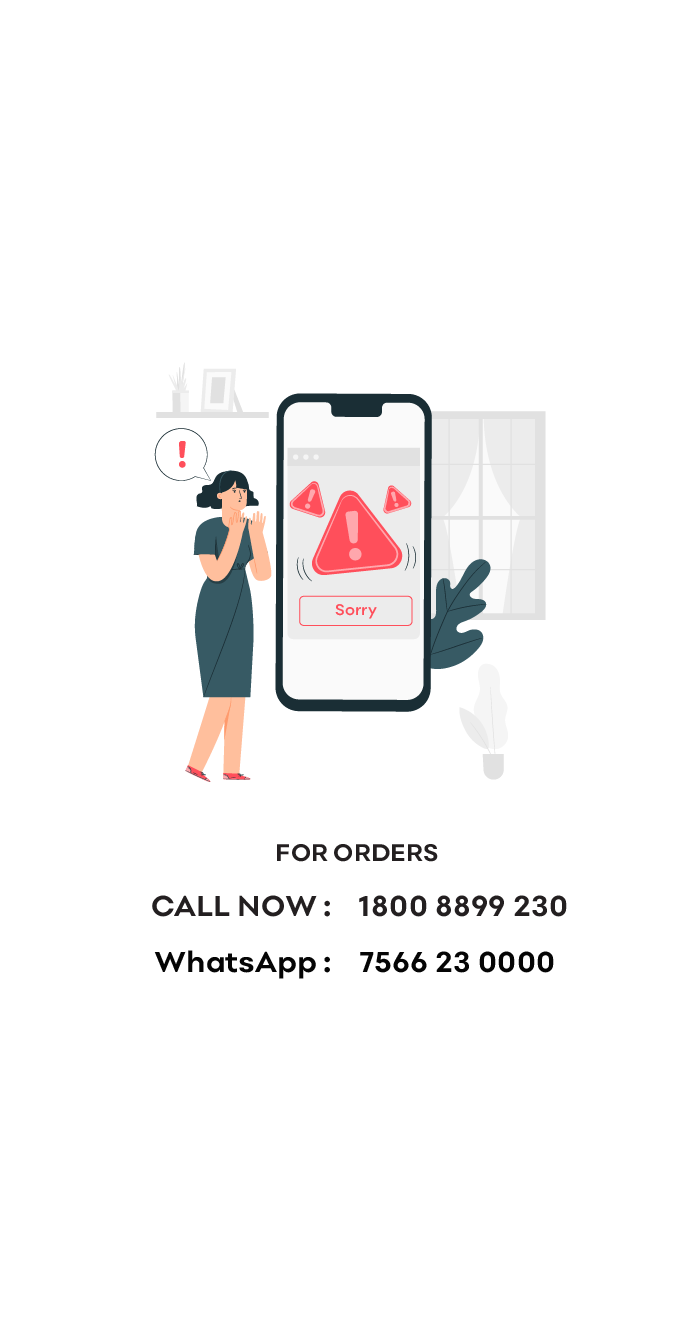 !
! ! !
Sorry
FOR ORDERS
CALL NOW : 1800 8899 230
WhatsApp : 7566 23 0000